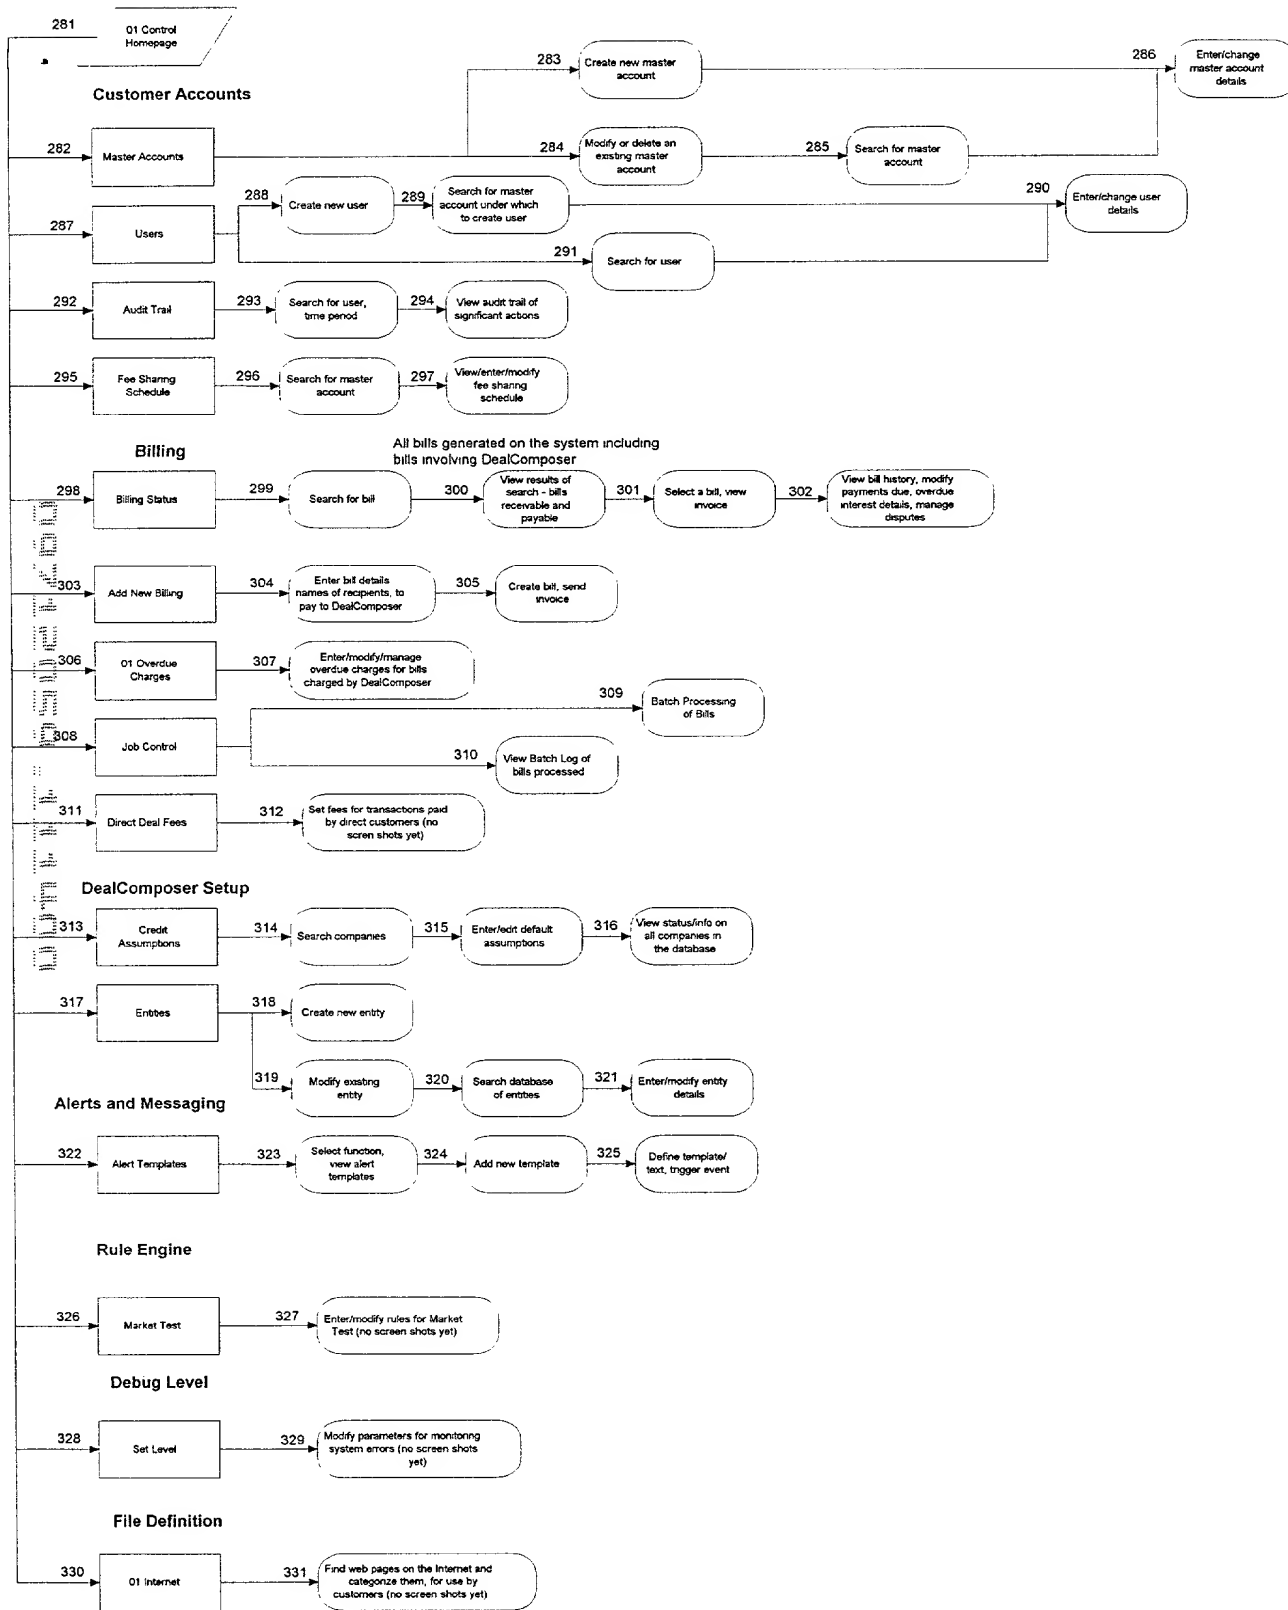 281
01 Control
Homepage
Customer Accounts
283
Create new master
account
286
Enter/change
master account
details
282
Master Accounts
284
Modify or delete an
existing master
account
285
Search for master
account
287
Users
288
Create new user
289
Search for master
account under which
to create user
290
Enter/change user
details
291
Search for user
292
Audit Trail
293
Search for user,
time period
294
View audit trail of
significant actions
295
Fee Sharing
Schedule
296
Search for master
account
297
View/enter/modify
fee sharing
schedule
Billing
All bills generated on the system including
bills involving DealComposer
298
Billing Status
299
Search for bill
300
View results of
search - bills
receivable and
payable
301
Select a bill, view
invoice
302
View bill history, modify
payments due, overdue
interest details, manage
disputes
303
Add New Billing
304
Enter bill details
names of recipients, to
pay to DealComposer
305
Create bill, send
invoice
306
01 Overdue
Charges
307
Enter/modify/manage
overdue charges for bills
charged by DealComposer
308
Job Control
309
Batch Processing
of Bills
310
View Batch Log of
bills processed
311
Direct Deal Fees
312
Set fees for transactions paid
by direct customers (no
scren shots yet)
DealComposer Setup
313
Credit
Assumptions
314
Search companies
315
Enter/edit default
assumptions
316
View status/info on
all companies in
the database
317
Entities
318
Create new entity
319
Modify existing
entity
320
Search database
of entities
321
Enter/modify entity
details
Alerts and Messaging
322
Alert Templates
323
Select function,
view alert
templates
324
Add new template
325
Define template/
text, trigger event
Rule Engine
326
Market Test
327
Enter/modify rules for Market
Test (no screen shots yet)
Debug Level
328
Set Level
329
Modify parameters for monitoring
system errors (no screen shots
yet)
File Definition
330
01 Internet
331
Find web pages on the Internet and
categorize them, for use by
customers (no screen shots yet)